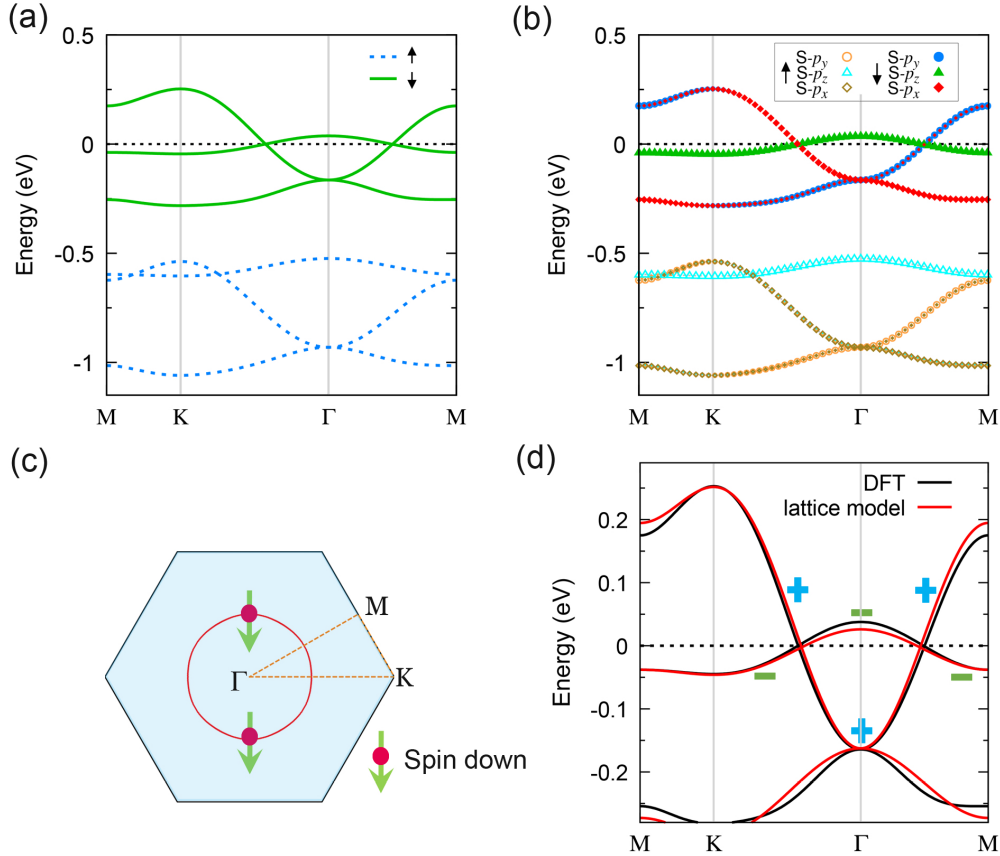 (a)
0.5
0
-0.5
-1
Energy (eV)
↑
↓
M K Γ M
(b)
0.5
0
-0.5
-1
Energy (eV)
↑ S-py S-pz S-px
↓ S-py S-pz S-px
M K Γ M
(c)
M
Γ
K
Spin down
(d)
DFT
lattice model
0.2
0.1
0
-0.1
-0.2
Energy (eV)
+ + − − − +
M K Γ M